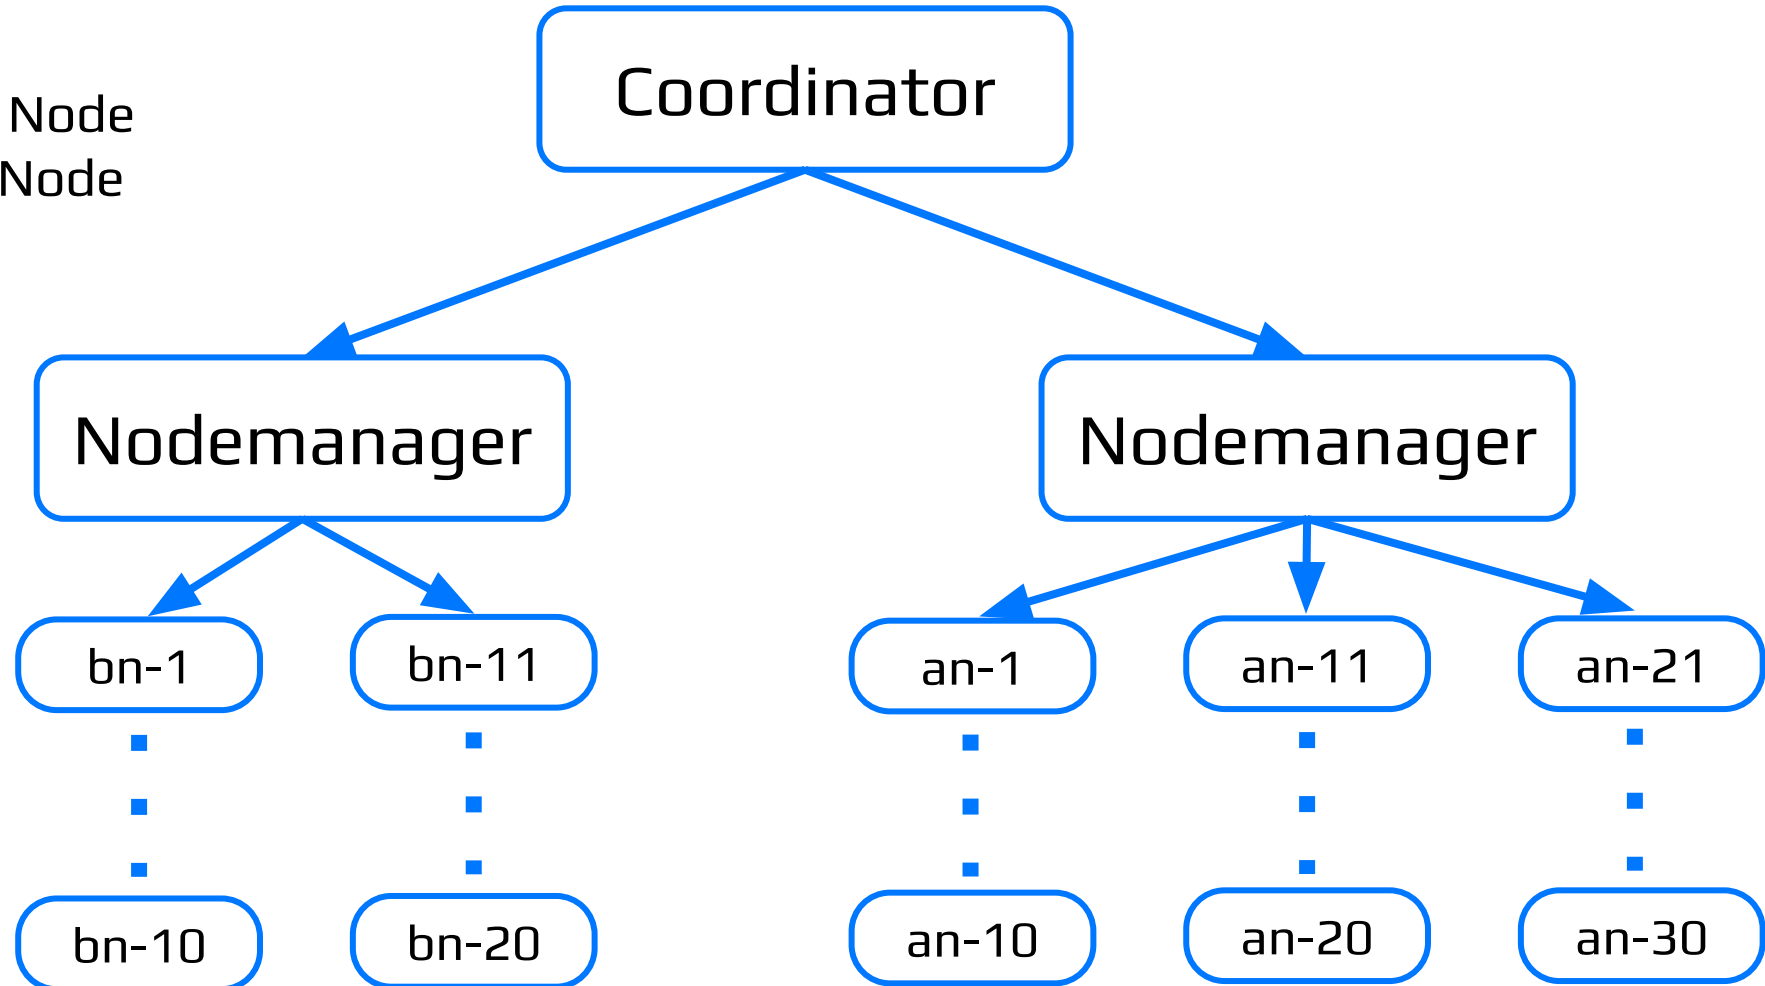 Coordinator
Node
Node
Nodemanager
Nodemanager
bn-1
bn-11
an-1
an-11
an-21
bn-10
bn-20
an-10
an-20
an-30